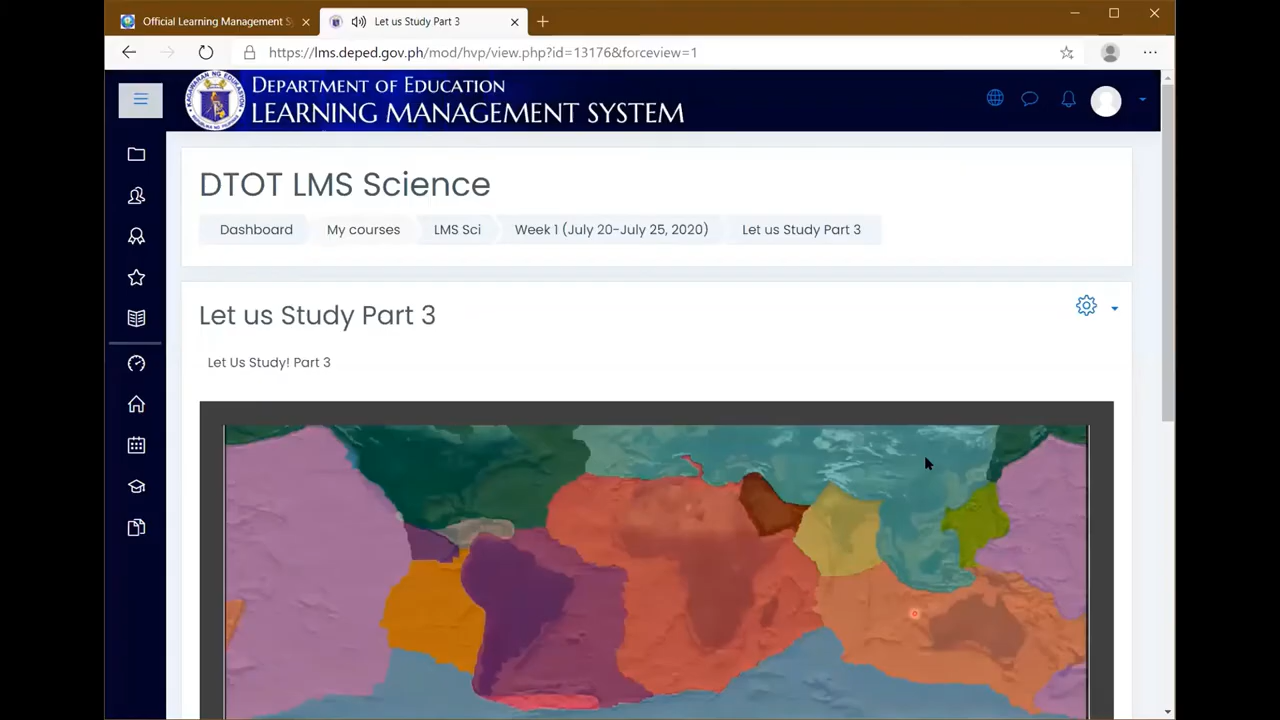 Official Learning Management S
Let us Study Part 3
https://lms.deped.gov.ph/mod/hvp/view.php?id=13176&forceview=1
DEPARTMENT OF EDUCATION
LEARNING MANAGEMENT SYSTEM
DTOT LMS Science
Dashboard
My courses
LMS Sci
Week 1 (July 20-July 25, 2020)
Let us Study Part 3
Let us Study Part 3
Let Us Study! Part 3